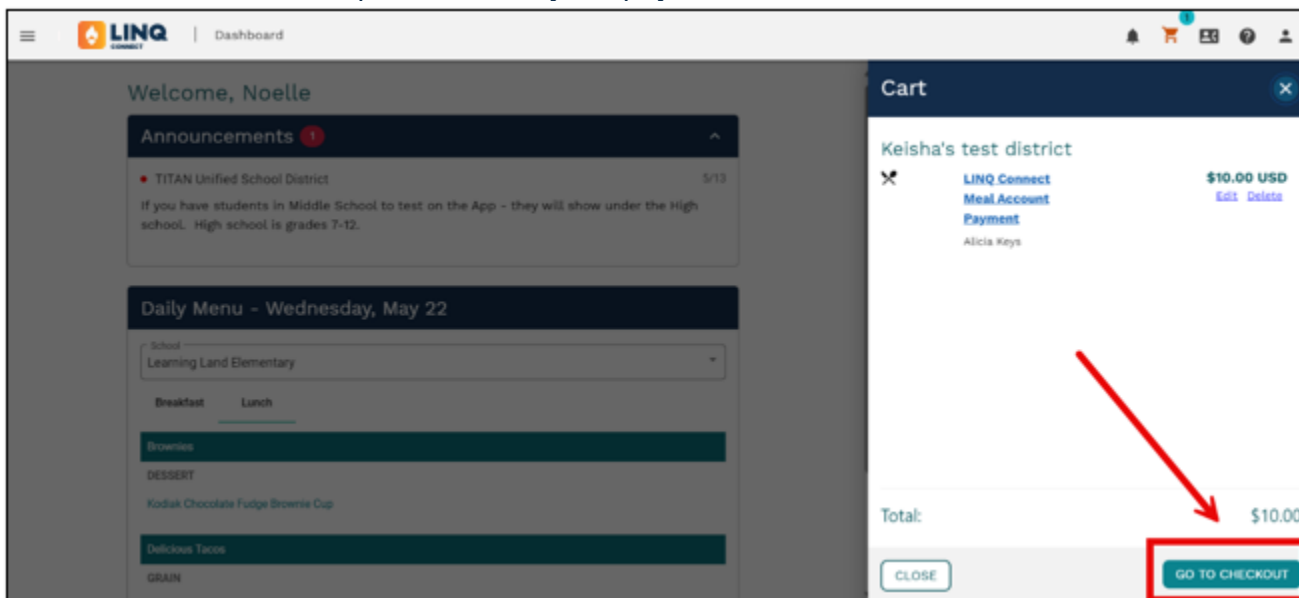 LINQ
CONNECT
Dashboard
1
Welcome, Noelle
Announcements 1
TITAN Unified School District 5/13
If you have students in Middle School to test on the App - they will show under the High
school. High school is grades 7-12.
Daily Menu - Wednesday, May 22
School
Learning Land Elementary
Breakfast Lunch
Brownies
DESSERT
Kodiak Chocolate Fudge Brownie Cup
Delicious Tacos
GRAIN
Cart
Keisha's test district
LINQ Connect $10.00 USD
Meal Account Edit Delete
Payment
Alicia Keys
Total: $10.00
CLOSE GO TO CHECKOUT